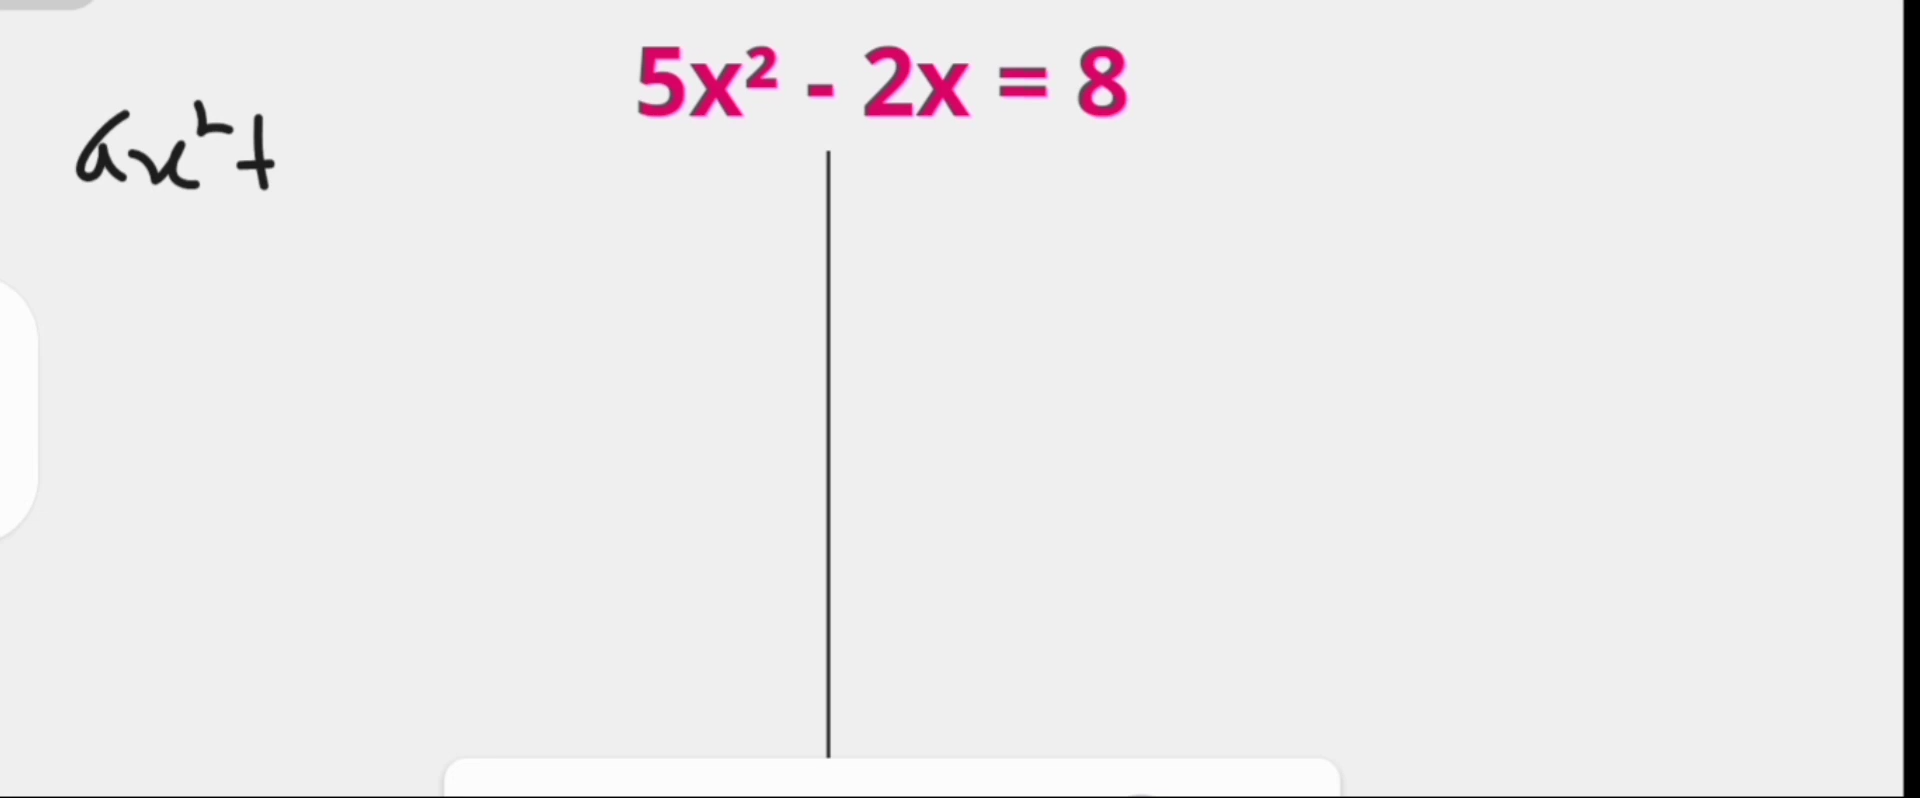 5x² - 2x = 8
ax²+